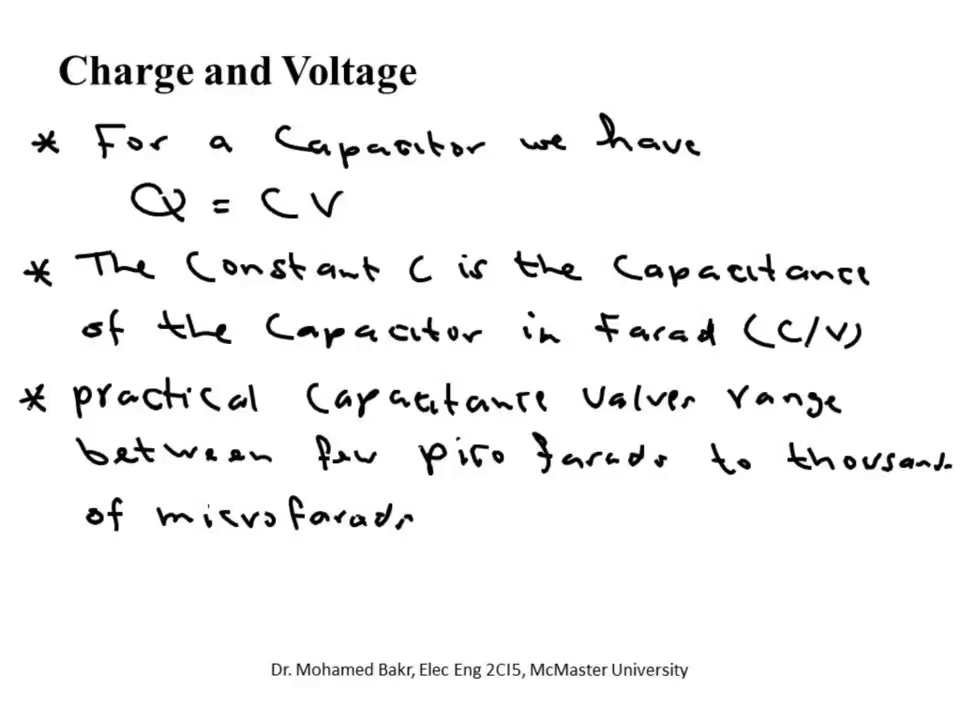 Charge and Voltage
* For a Capacitor we have
Q = CV
* The Constant C is the Capacitance
of the Capacitor in Farad (C/V)
* practical Capacitance values range
between few pico farads to thousands
of microfarads
Dr. Mohamed Bakr, Elec Eng 2CI5, McMaster University